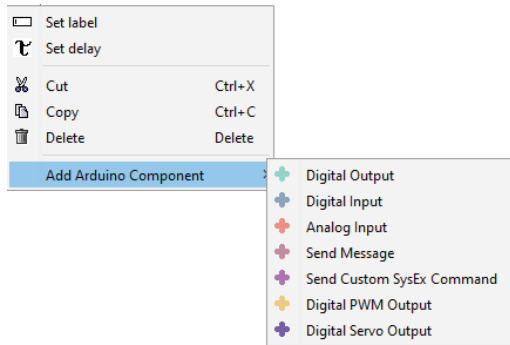 Set label
Set delay
Cut Ctrl+X
Copy Ctrl+C
Delete Delete
Add Arduino Component
Digital Output
Digital Input
Analog Input
Send Message
Send Custom SysEx Command
Digital PWM Output
Digital Servo Output